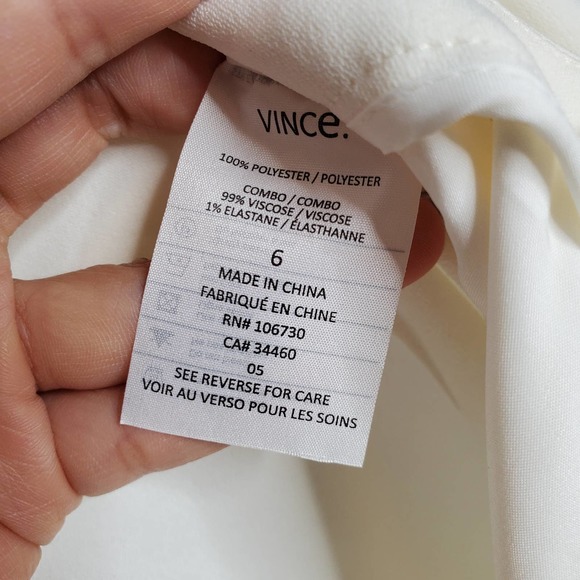 VINCe.
100% POLYESTER / POLYESTER
COMBO / COMBO
99% VISCOSE / VISCOSE
1% ELASTANE / ÉLASTHANNE
6
MADE IN CHINA
FABRIQUÉ EN CHINE
RN# 106730
CA# 34460
05
SEE REVERSE FOR CARE
VOIR AU VERSO POUR LES SOINS